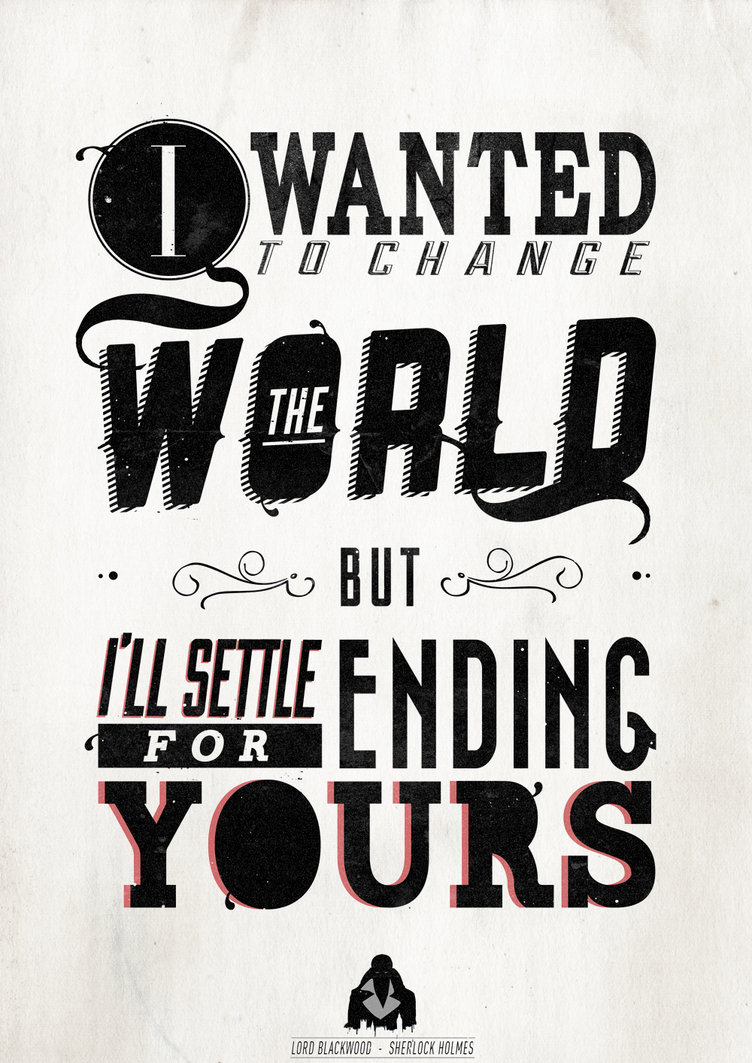 I WANTED
TO CHANGE
THE
WORLD
BUT
I'LL SETTLE
FOR
ENDING
YOURS
LORD BLACKWOOD - SHERLOCK HOLMES